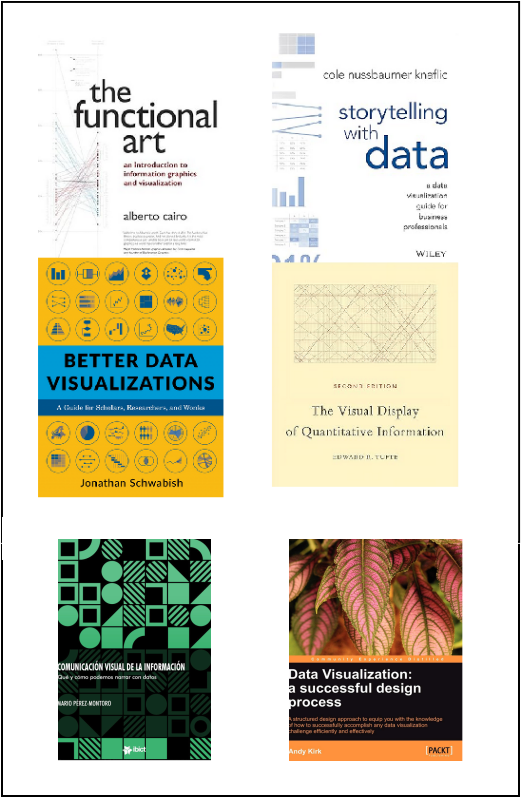 the
functional
art
an introduction to
information graphics
and visualization
alberto cairo
cole nussbaumer knaflic
storytelling
with
data
a data
visualization
guide for
business
professionals
WILEY
BETTER DATA
VISUALIZATIONS
A Guide for Scholars, Researchers, and Wonks
Jonathan Schwabish
SECOND EDITION
The Visual Display
of Quantitative Information
EDWARD R. TUFTE
COMUNICACIÓN VISUAL DE LA INFORMACIÓN
Qué y cómo podemos narrar con datos
MARIO PÉREZ-MONTORO
ibict
Community Experience Distilled
Data Visualization:
a successful design
process
A structured design approach to equip you with the knowledge
of how to successfully accomplish any data visualization
challenge efficiently and effectively
Andy Kirk
[PACKT]